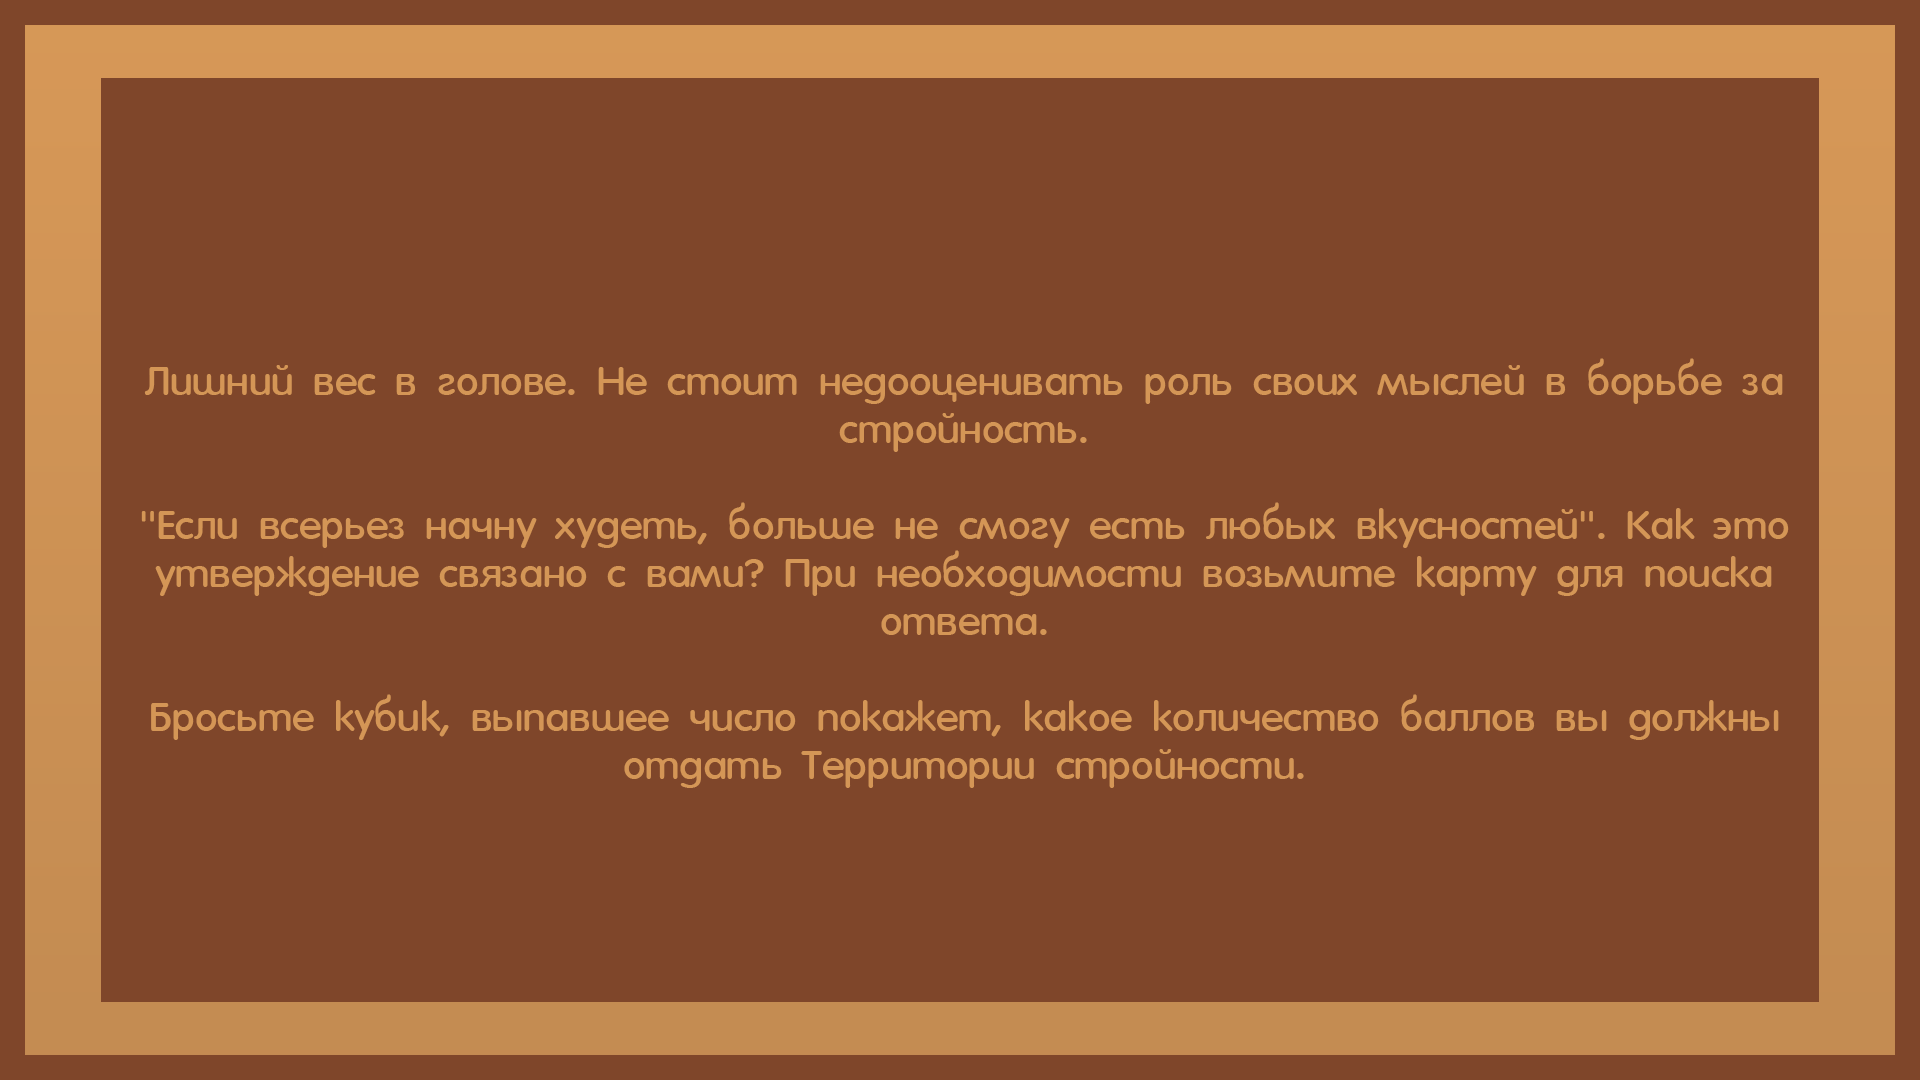 Лишний вес в голове. Не стоит недооценивать роль своих мыслей в борьбе за
стройность.
"Если всерьез начну худеть, больше не смогу есть любых вкусностей". Как это
утверждение связано с вами? При необходимости возьмите карту для поиска
ответа.
Бросьте кубик, выпавшее число покажет, какое количество баллов вы должны
отдать Территории стройности.